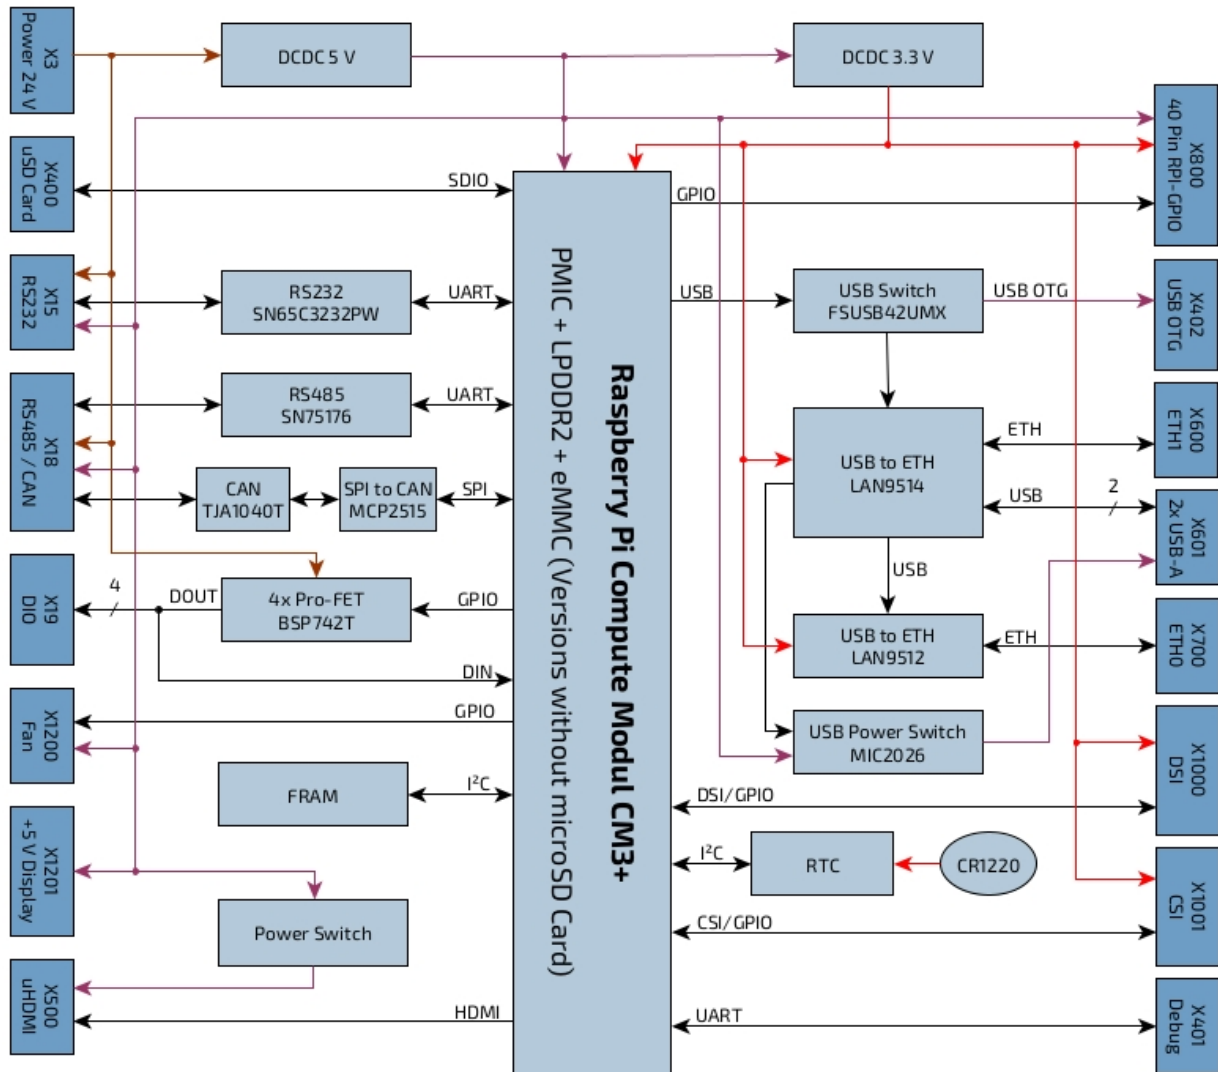 X3
Power 24 V
DCDC 5 V
DCDC 3.3 V
X800
40 Pin RPI-GPIO
X400
uSD Card
SDIO
GPIO
X15
RS232
RS232
SN65C3232PW
UART
USB
USB Switch
FSUSB42UMX
USB OTG
X402
USB OTG
PMIC + LPDDR2 + eMMC (Versions without microSD Card)
Raspberry Pi Compute Modul CM3+
X18
RS485 / CAN
RS485
SN75176
UART
CAN
TJA1040T
SPI to CAN
MCP2515
SPI
USB to ETH
LAN9514
ETH
X600
ETH1
USB
2
X601
2x USB-A
X19
DIO
4
DOUT
4x Pro-FET
BSP742T
GPIO
DIN
USB
USB to ETH
LAN9512
ETH
X700
ETH0
X1200
Fan
GPIO
USB Power Switch
MIC2026
X1000
DSI
FRAM
I²C
DSI/GPIO
X1201
+5 V Display
I²C
RTC
CR1220
X1001
CSI
CSI/GPIO
Power Switch
X500
uHDMI
HDMI
UART
X401
Debug